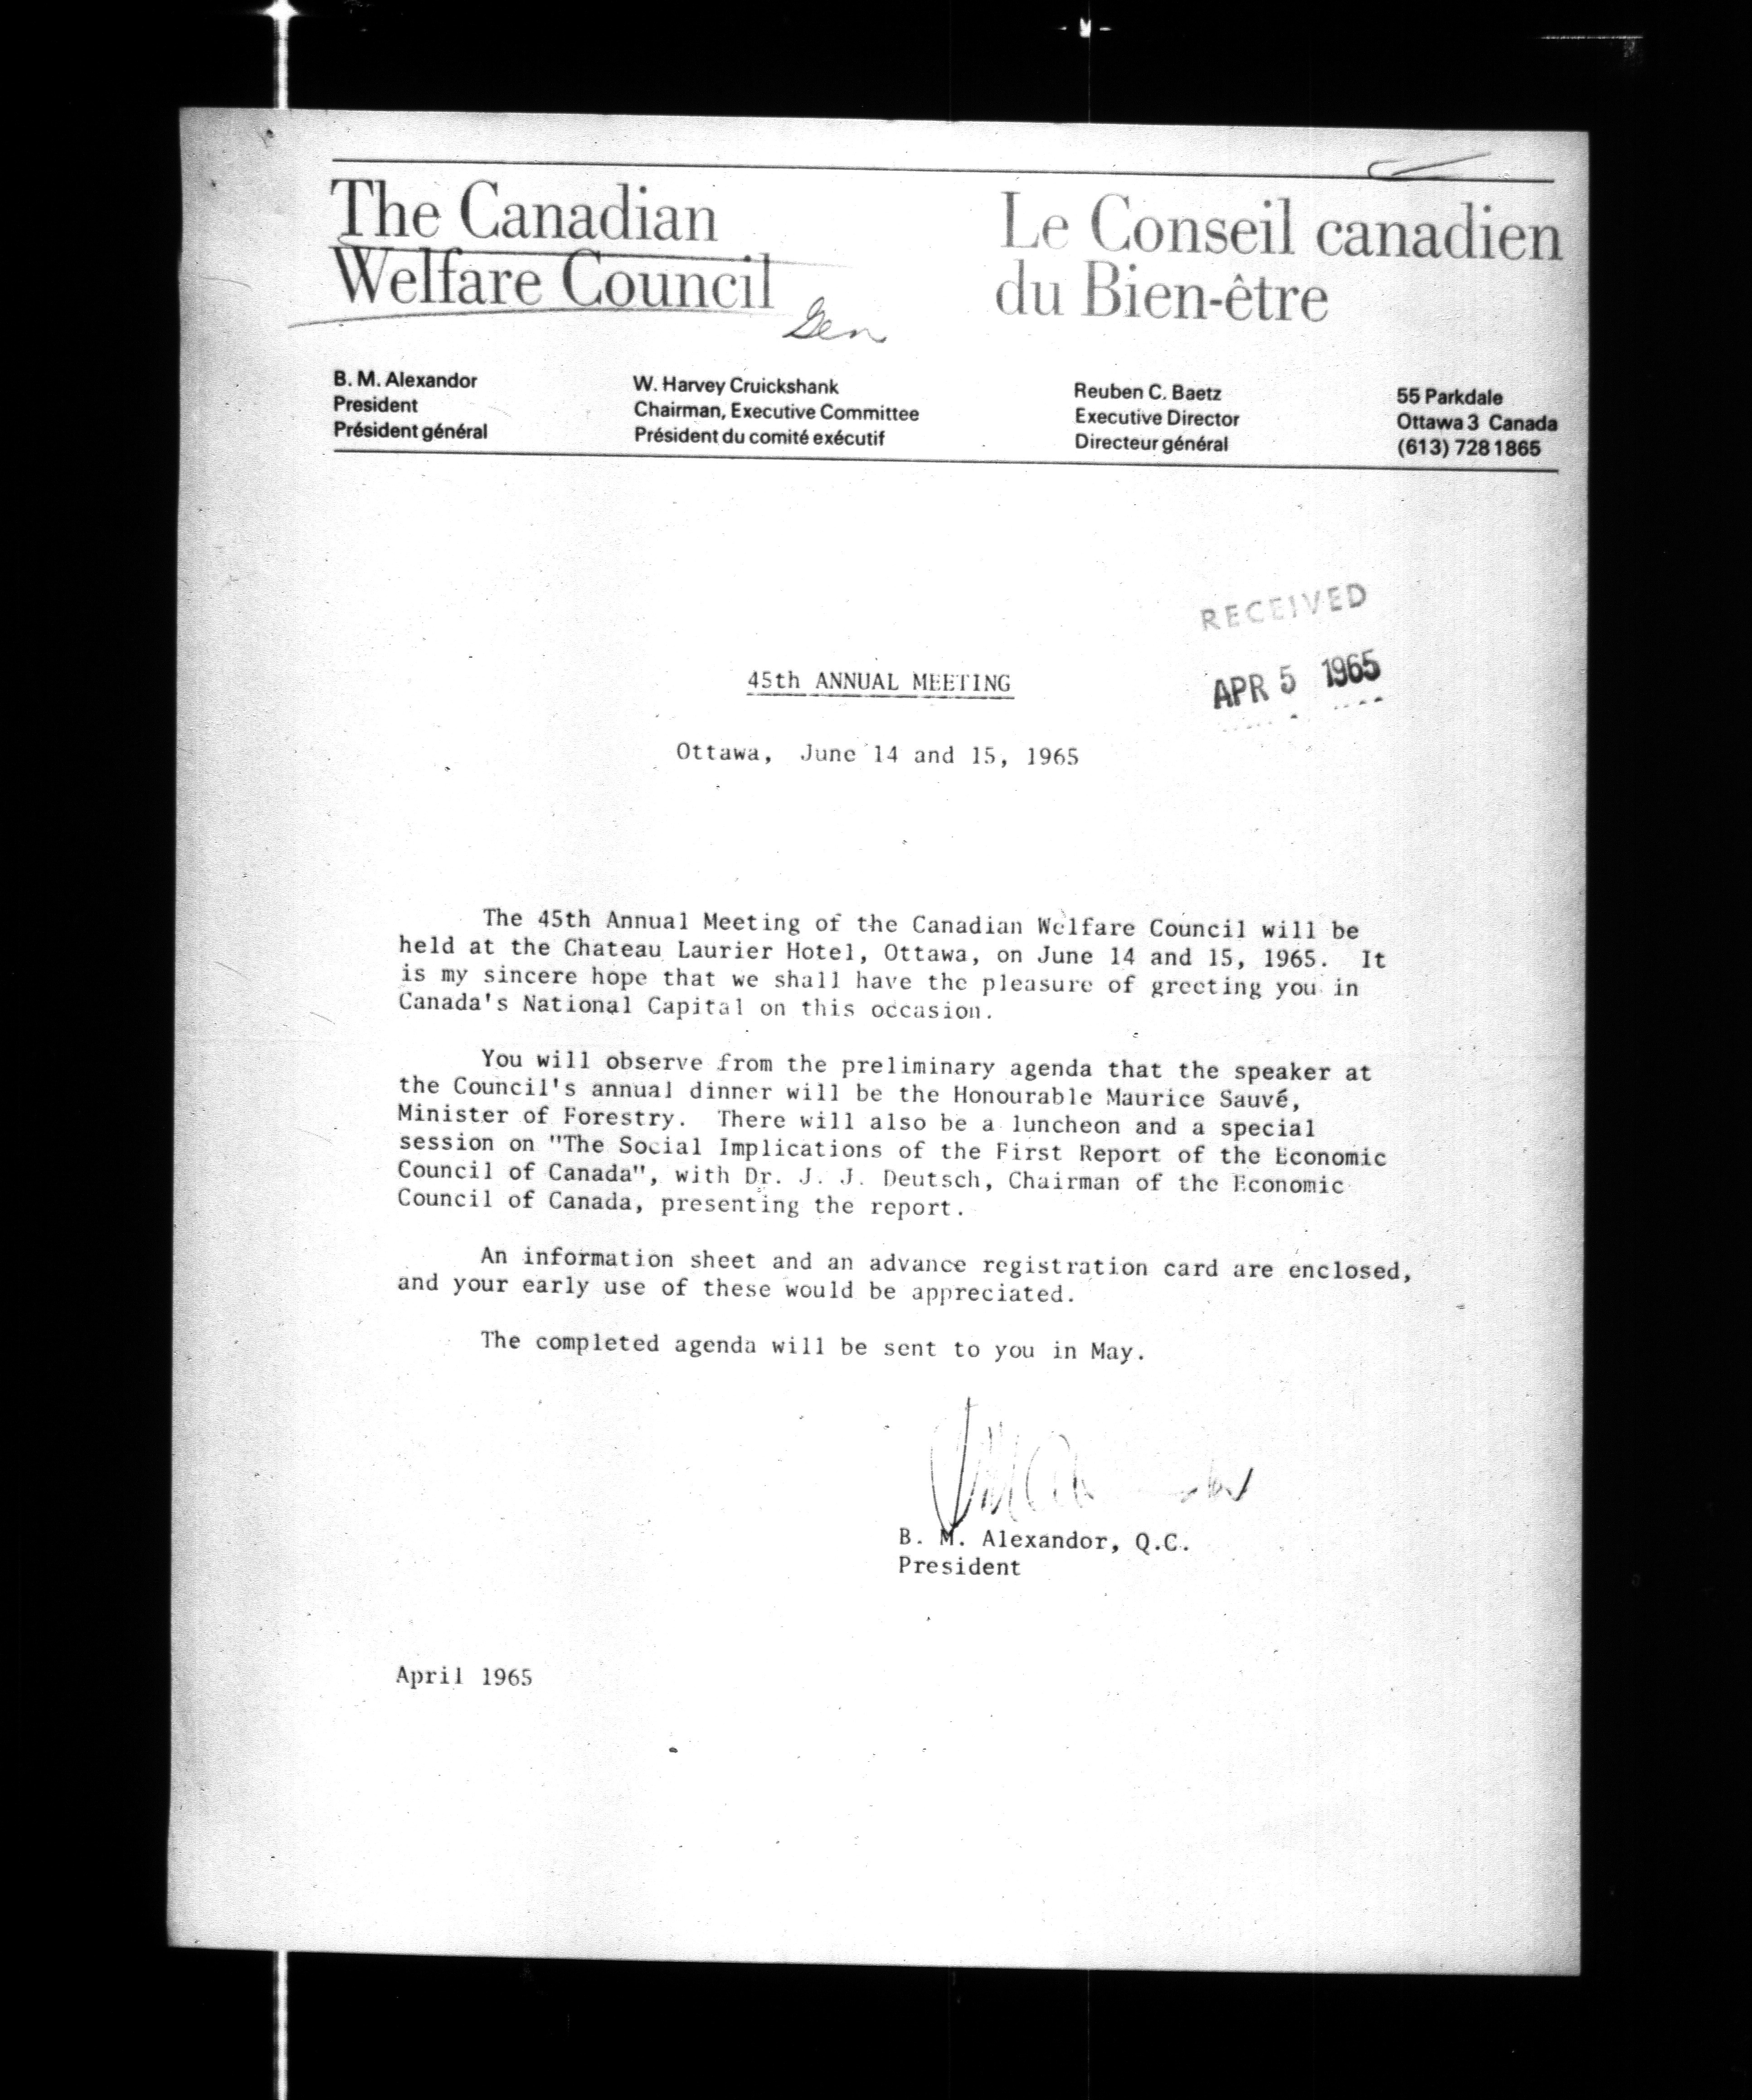 The Canadian
Welfare Council
Gen
Le Conseil canadien
du Bien-être
B. M. Alexandor
President
Président général
W. Harvey Cruickshank
Chairman, Executive Committee
Président du comité exécutif
Reuben C. Baetz
Executive Director
Directeur général
55 Parkdale
Ottawa 3 Canada
(613) 728 1865
RECEIVED
APR 5 1965
45th ANNUAL MEETING
Ottawa, June 14 and 15, 1965
The 45th Annual Meeting of the Canadian Welfare Council will be
held at the Chateau Laurier Hotel, Ottawa, on June 14 and 15, 1965. It
is my sincere hope that we shall have the pleasure of greeting you in
Canada's National Capital on this occasion.
You will observe from the preliminary agenda that the speaker at
the Council's annual dinner will be the Honourable Maurice Sauvé,
Minister of Forestry. There will also be a luncheon and a special
session on "The Social Implications of the First Report of the Economic
Council of Canada", with Dr. J. J. Deutsch, Chairman of the Economic
Council of Canada, presenting the report.
An information sheet and an advance registration card are enclosed,
and your early use of these would be appreciated.
The completed agenda will be sent to you in May.
B. M. Alexandor, Q.C.
President
April 1965